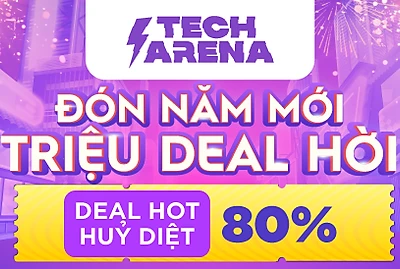 TECH
ARENA
ĐÓN NĂM MỚI
TRIỆU DEAL HỜI
DEAL HOT
HUỶ DIỆT
80%